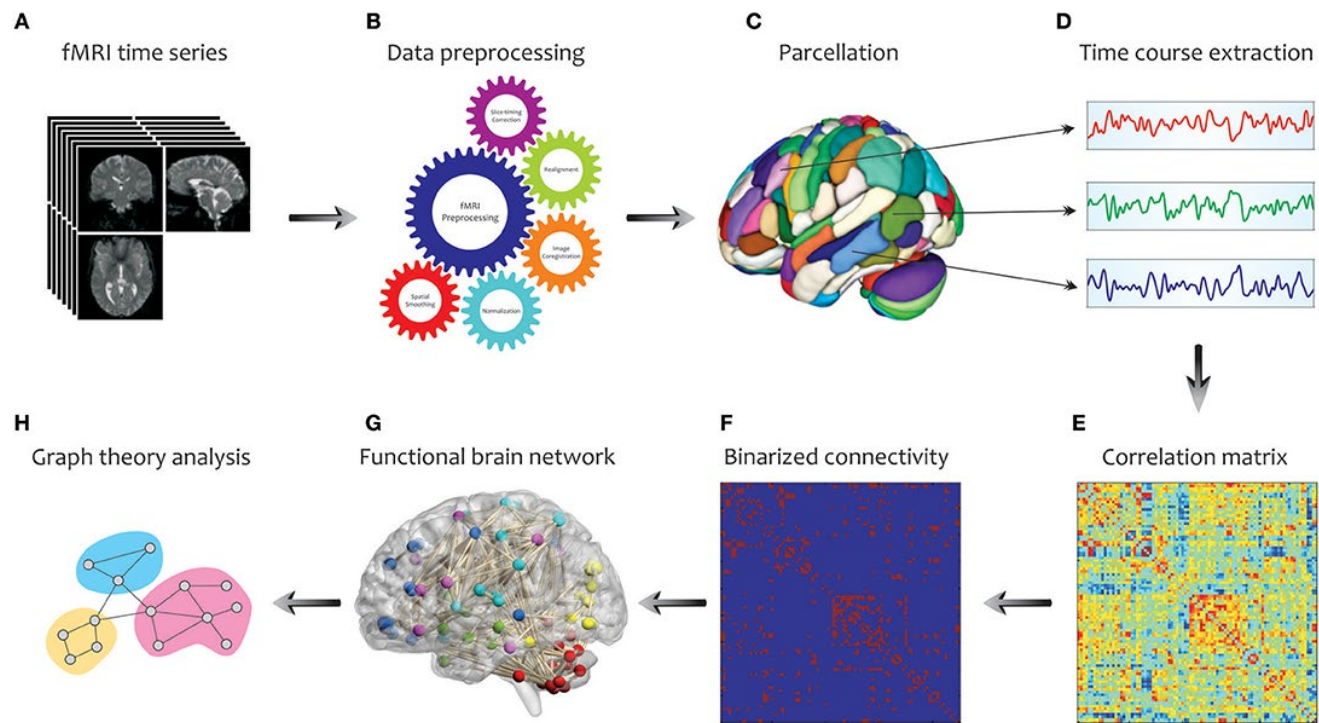 A
fMRI time series
B
Data preprocessing
Slice-timing
Correction
Realignment
fMRI
Preprocessing
Image
Coregistration
Spatial
Smoothing
Normalization
C
Parcellation
D
Time course extraction
H
Graph theory analysis
G
Functional brain network
F
Binarized connectivity
E
Correlation matrix